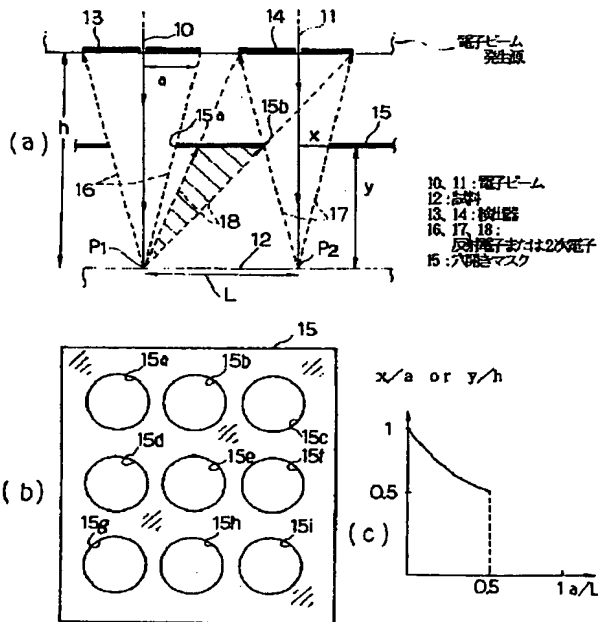 13
10
14
11
電子ビーム
発生源
a
15a
15b
15
h
(a)
x
y
16
18
17
12
P1
P2
L
10、11:電子ビーム
12:試料
13、14:検出器
16、17、18:
反射電子または2次電子
15:穴開きマスク
15
15a
15b
15c
15d
15e
15f
15g
15h
15i
(b)
x/a or y/h
1
0.5
(c)
0.5
1
a/L